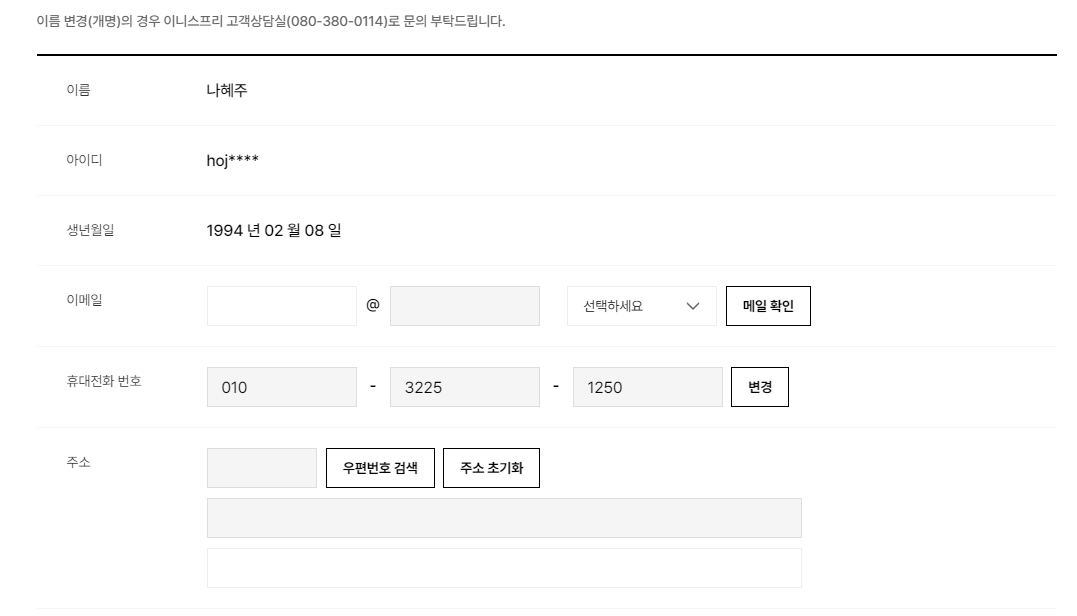 이름 변경(개명)의 경우 이니스프리 고객상담실(080-380-0114)로 문의 부탁드립니다.
이름 나혜주
아이디 hoj****
생년월일 1994 년 02 월 08 일
이메일 @ 선택하세요 메일 확인
휴대전화 번호 010 - 3225 - 1250 변경
주소 우편번호 검색 주소 초기화